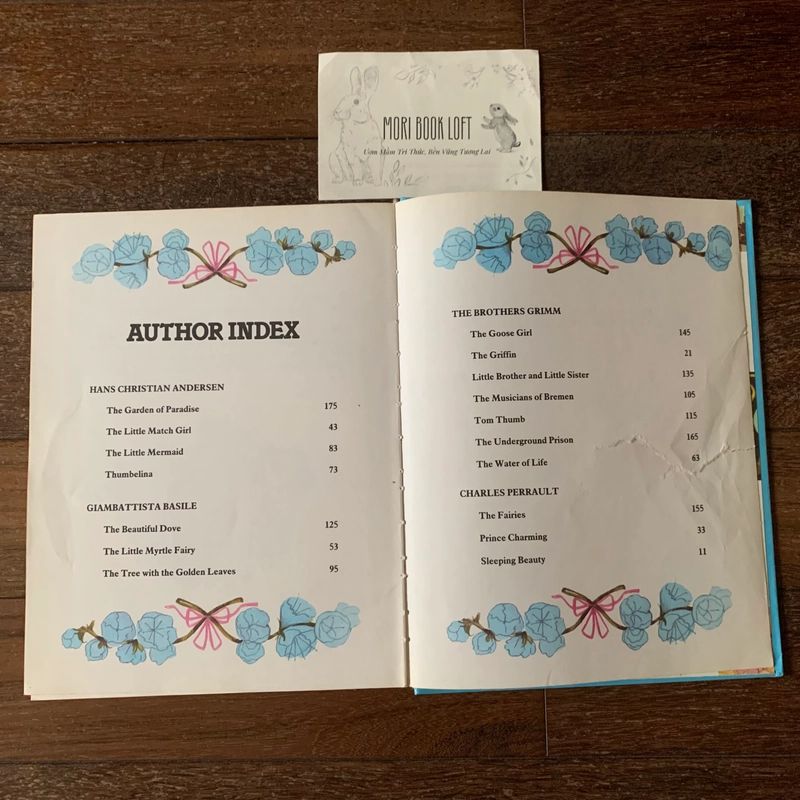 MORI BOOK LOFT
Ươm Mầm Tri Thức, Bền Vững Tương Lai
AUTHOR INDEX
HANS CHRISTIAN ANDERSEN
The Garden of Paradise 175
The Little Match Girl 43
The Little Mermaid 83
Thumbelina 73
GIAMBATTISTA BASILE
The Beautiful Dove 125
The Little Myrtle Fairy 53
The Tree with the Golden Leaves 95
THE BROTHERS GRIMM
The Goose Girl 145
The Griffin 21
Little Brother and Little Sister 135
The Musicians of Bremen 105
Tom Thumb 115
The Underground Prison 165
The Water of Life 63
CHARLES PERRAULT
The Fairies 155
Prince Charming 33
Sleeping Beauty 11